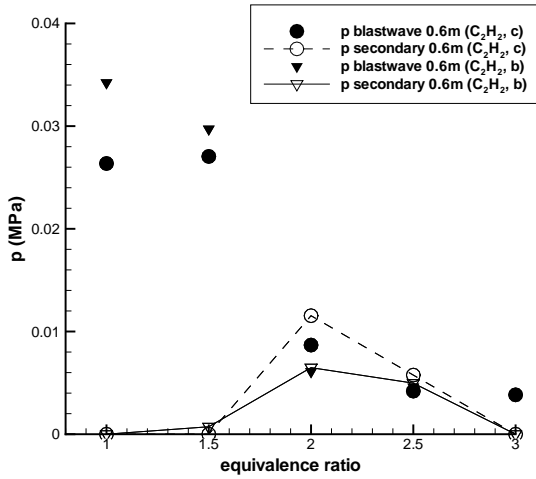 p blastwave 0.6m (C₂H₂, c)
p secondary 0.6m (C₂H₂, c)
p blastwave 0.6m (C₂H₂, b)
p secondary 0.6m (C₂H₂, b)
0.04
0.03
0.02
0.01
0
p (MPa)
1 1.5 2 2.5 3
equivalence ratio